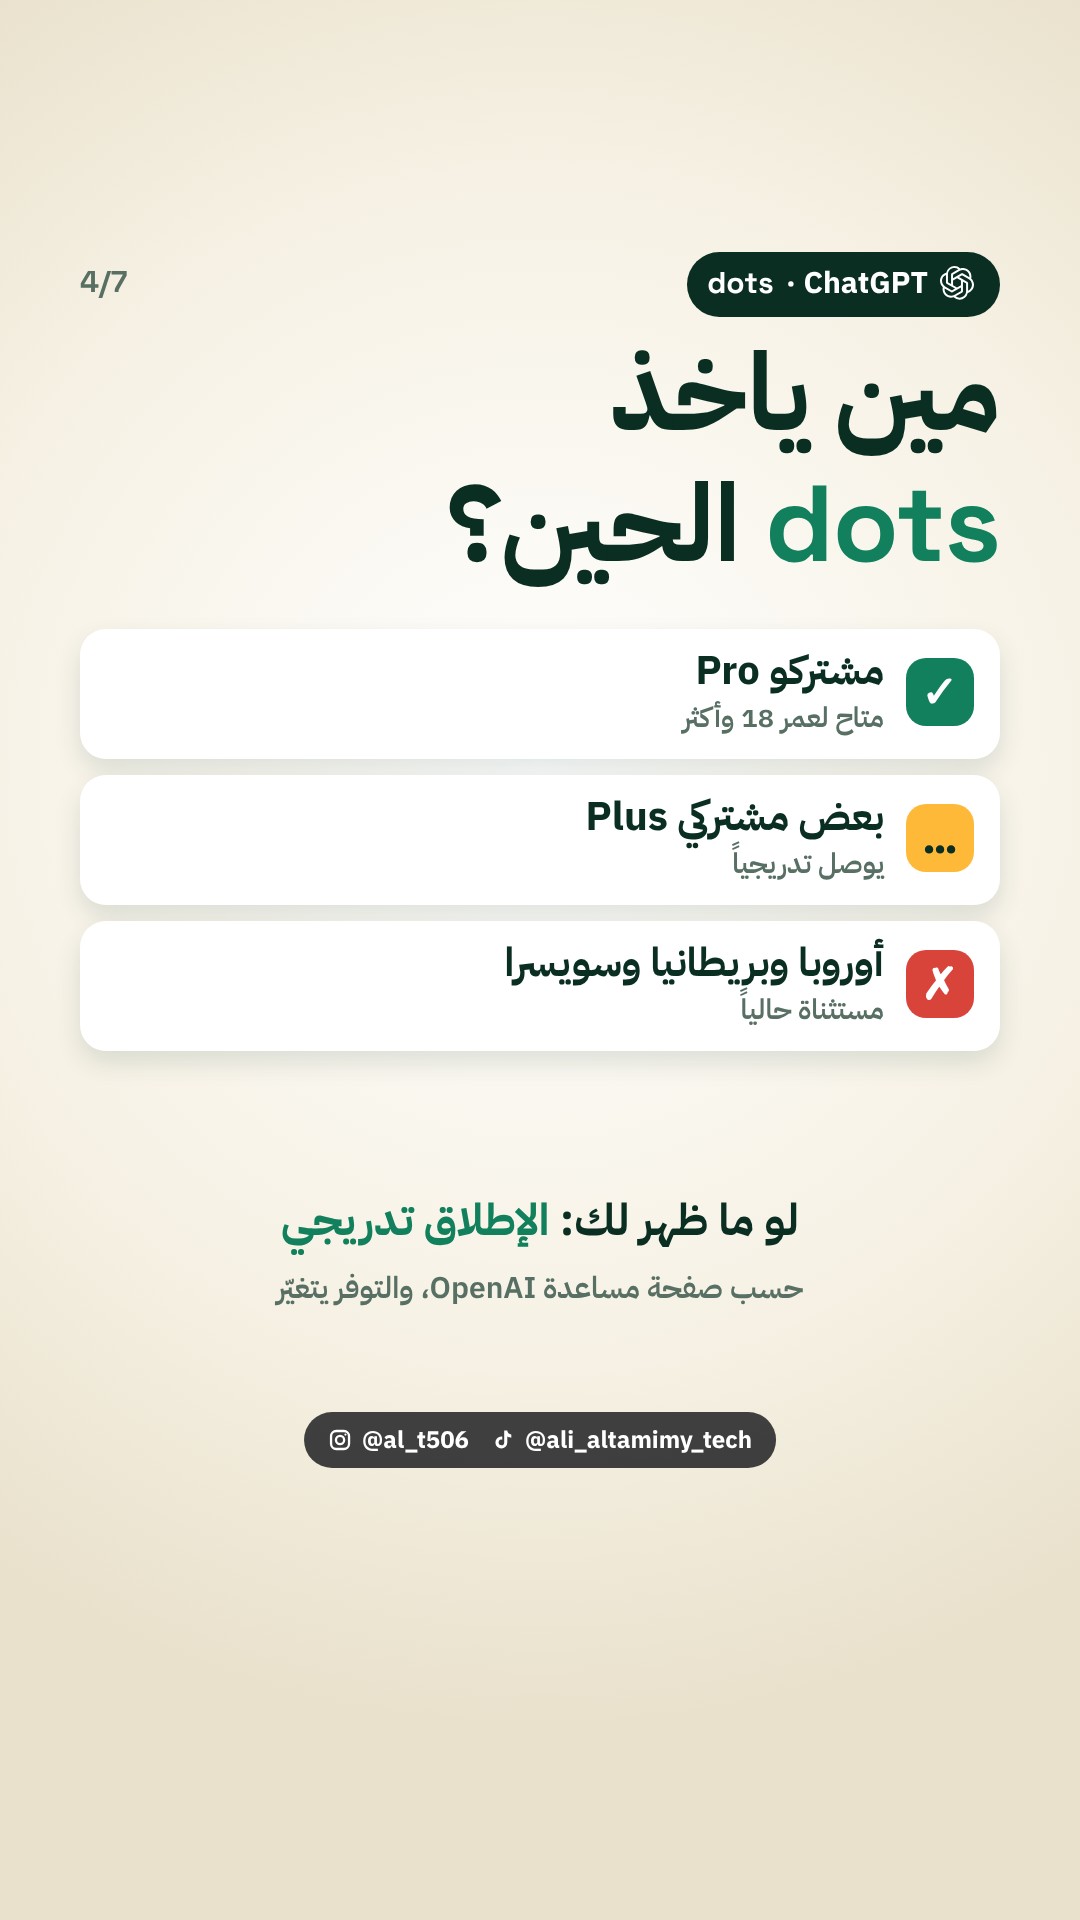 dots · ChatGPT
4/7
مين ياخذ
dots الحين؟
مشتركو Pro
متاح لعمر 18 وأكثر
بعض مشتركي Plus
يوصل تدريجياً
أوروبا وبريطانيا وسويسرا
مستثناة حالياً
لو ما ظهر لك: الإطلاق تدريجي
حسب صفحة مساعدة OpenAI، والتوفر يتغيّر
@al_t506 @ali_altamimy_tech